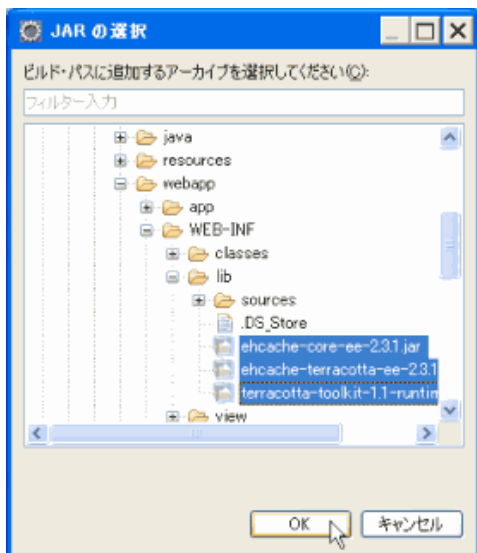 JAR の選択
ビルド・パスに追加するアーカイブを選択してください(C):
フィルター入力
java
resources
webapp
app
WEB-INF
classes
lib
sources
.DS_Store
ehcache-core-ee-2.3.1.jar
ehcache-terracotta-ee-2.3.1
terracotta-toolkit-1.1-runtin
view
OK
キャンセル